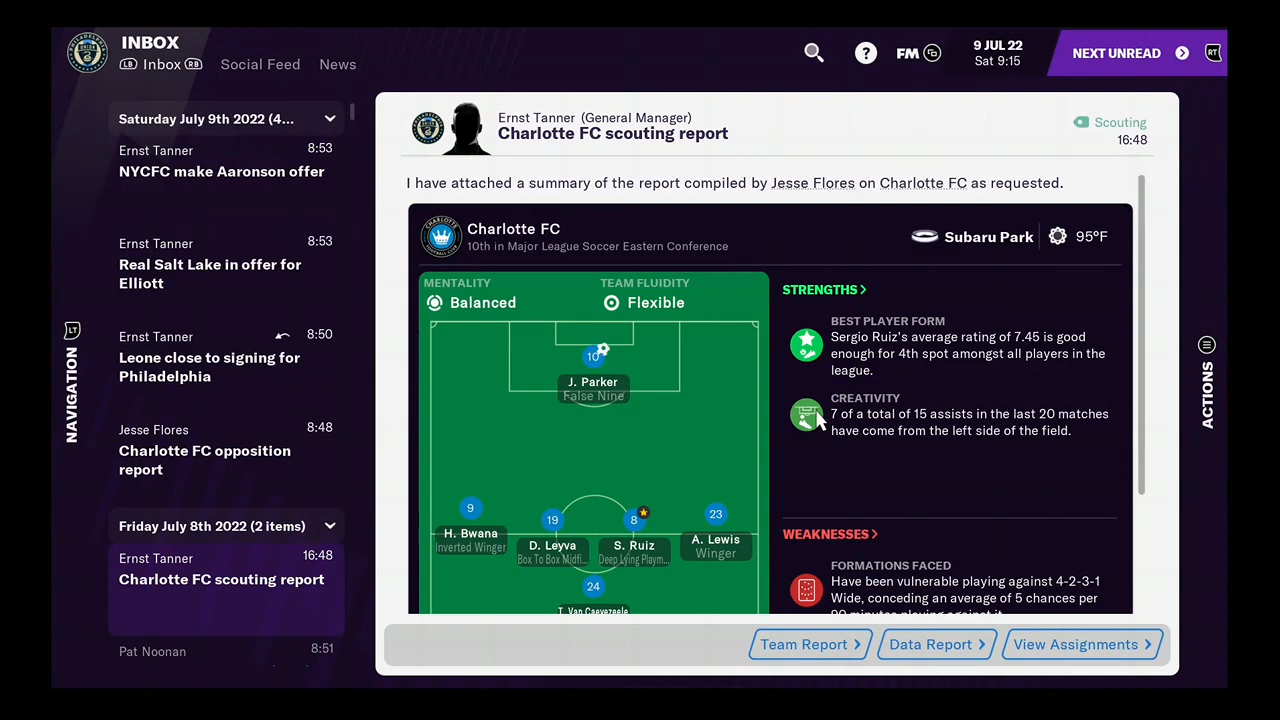 INBOX
LB Inbox RB
Social Feed
News
FM
9 JUL 22
Sat 9:15
NEXT UNREAD
RT
Saturday July 9th 2022 (4...
Ernst Tanner
8:53
NYCFC make Aaronson offer
Ernst Tanner
8:53
Real Salt Lake in offer for
Elliott
Ernst Tanner
8:50
Leone close to signing for
Philadelphia
Jesse Flores
8:48
Charlotte FC opposition
report
Friday July 8th 2022 (2 items)
Ernst Tanner
16:48
Charlotte FC scouting report
Pat Noonan
8:51
LT
NAVIGATION
Ernst Tanner (General Manager)
Charlotte FC scouting report
Scouting
16:48
I have attached a summary of the report compiled by Jesse Flores on Charlotte FC as requested.
Charlotte FC
10th in Major League Soccer Eastern Conference
Subaru Park
95°F
MENTALITY
Balanced
TEAM FLUIDITY
Flexible
10
J. Parker
False Nine
9
H. Bwana
Inverted Winger
19
D. Leyva
Box To Box Midfi...
8
S. Ruiz
Deep Lying Playm...
23
A. Lewis
Winger
24
T. Van Caeyezeele
STRENGTHS >
BEST PLAYER FORM
Sergio Ruiz's average rating of 7.45 is good
enough for 4th spot amongst all players in the
league.
CREATIVITY
7 of a total of 15 assists in the last 20 matches
have come from the left side of the field.
WEAKNESSES >
FORMATIONS FACED
Have been vulnerable playing against 4-2-3-1
Wide, conceding an average of 5 chances per
90 minutes playing against it
Team Report >
Data Report >
View Assignments >
ACTIONS